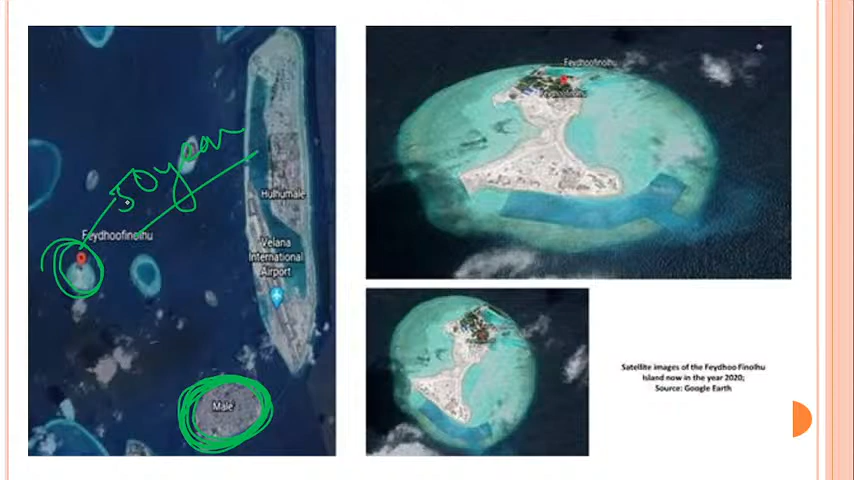 50 year
Feydhoofinolhu
Hulhumale
Velana
International
Airport
Male
Feydhoofinolhu
Feydhoofinolhu
Satellite images of the Feydhoo Finolhu
Island now in the year 2020;
Source: Google Earth